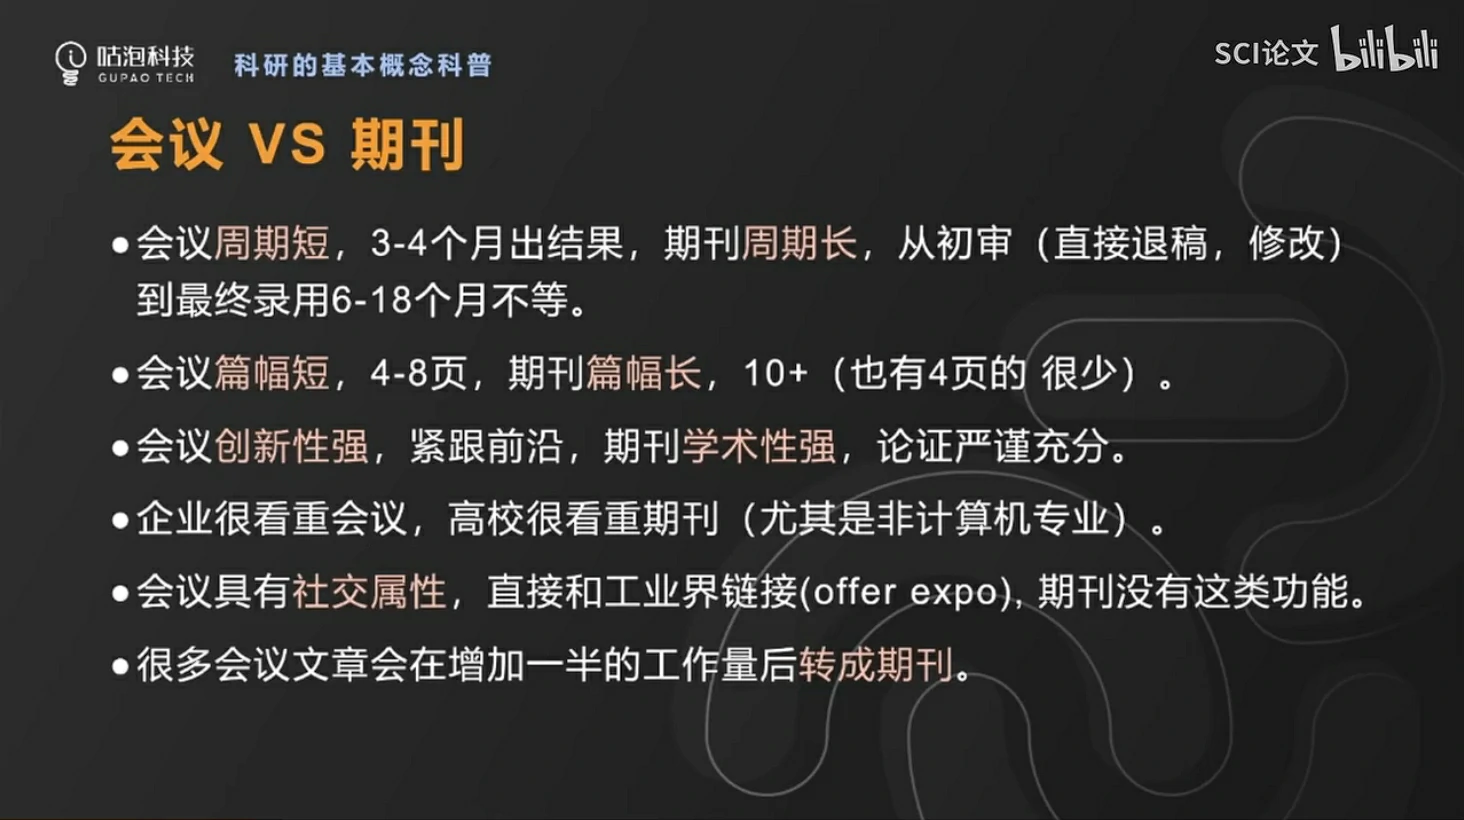 咕泡科技
GUPAO TECH
科研的基本概念科普
SCI论文 bilibili
会议 VS 期刊
●会议周期短，3-4个月出结果，期刊周期长，从初审（直接退稿，修改）
到最终录用6-18个月不等。
●会议篇幅短，4-8页，期刊篇幅长，10+（也有4页的 很少）。
●会议创新性强，紧跟前沿，期刊学术性强，论证严谨充分。
●企业很看重会议，高校很看重期刊（尤其是非计算机专业）。
●会议具有社交属性，直接和工业界链接(offer expo), 期刊没有这类功能。
●很多会议文章会在增加一半的工作量后转成期刊。